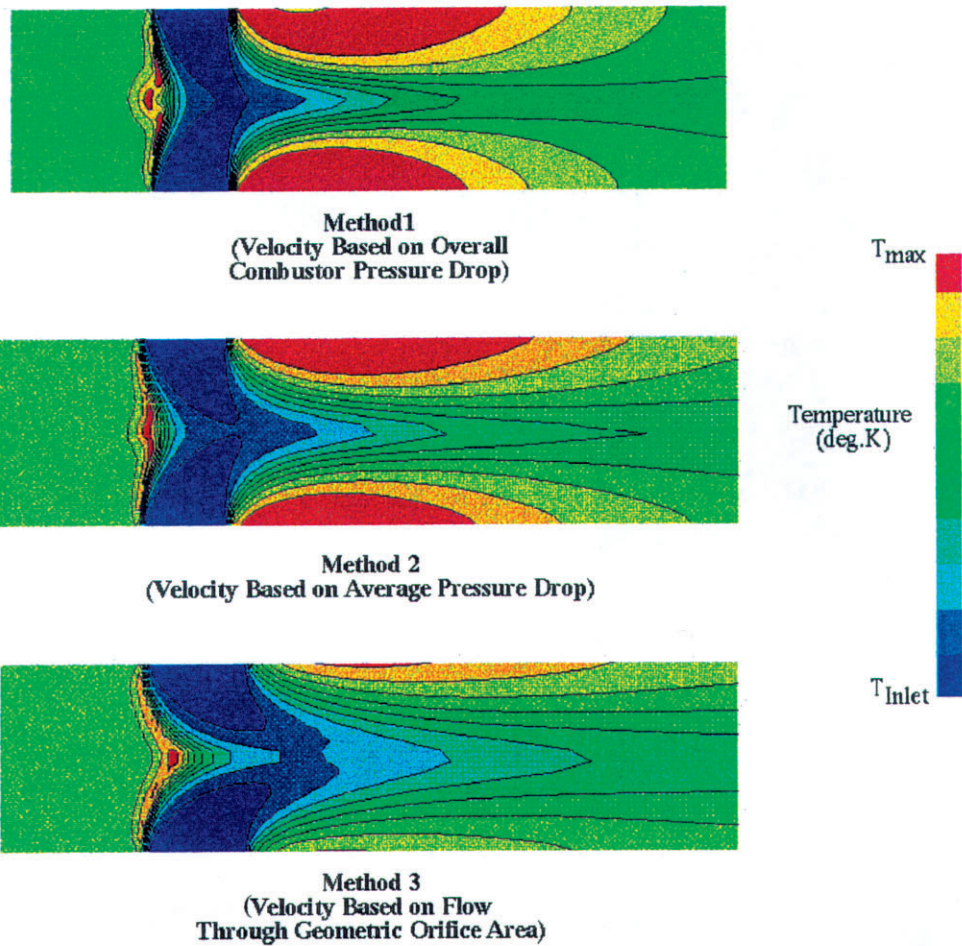 Method1
(Velocity Based on Overall
Combustor Pressure Drop)
Method 2
(Velocity Based on Average Pressure Drop)
Method 3
(Velocity Based on Flow
Through Geometric Orifice Area)
Tmax
Temperature
(deg.K)
TInlet